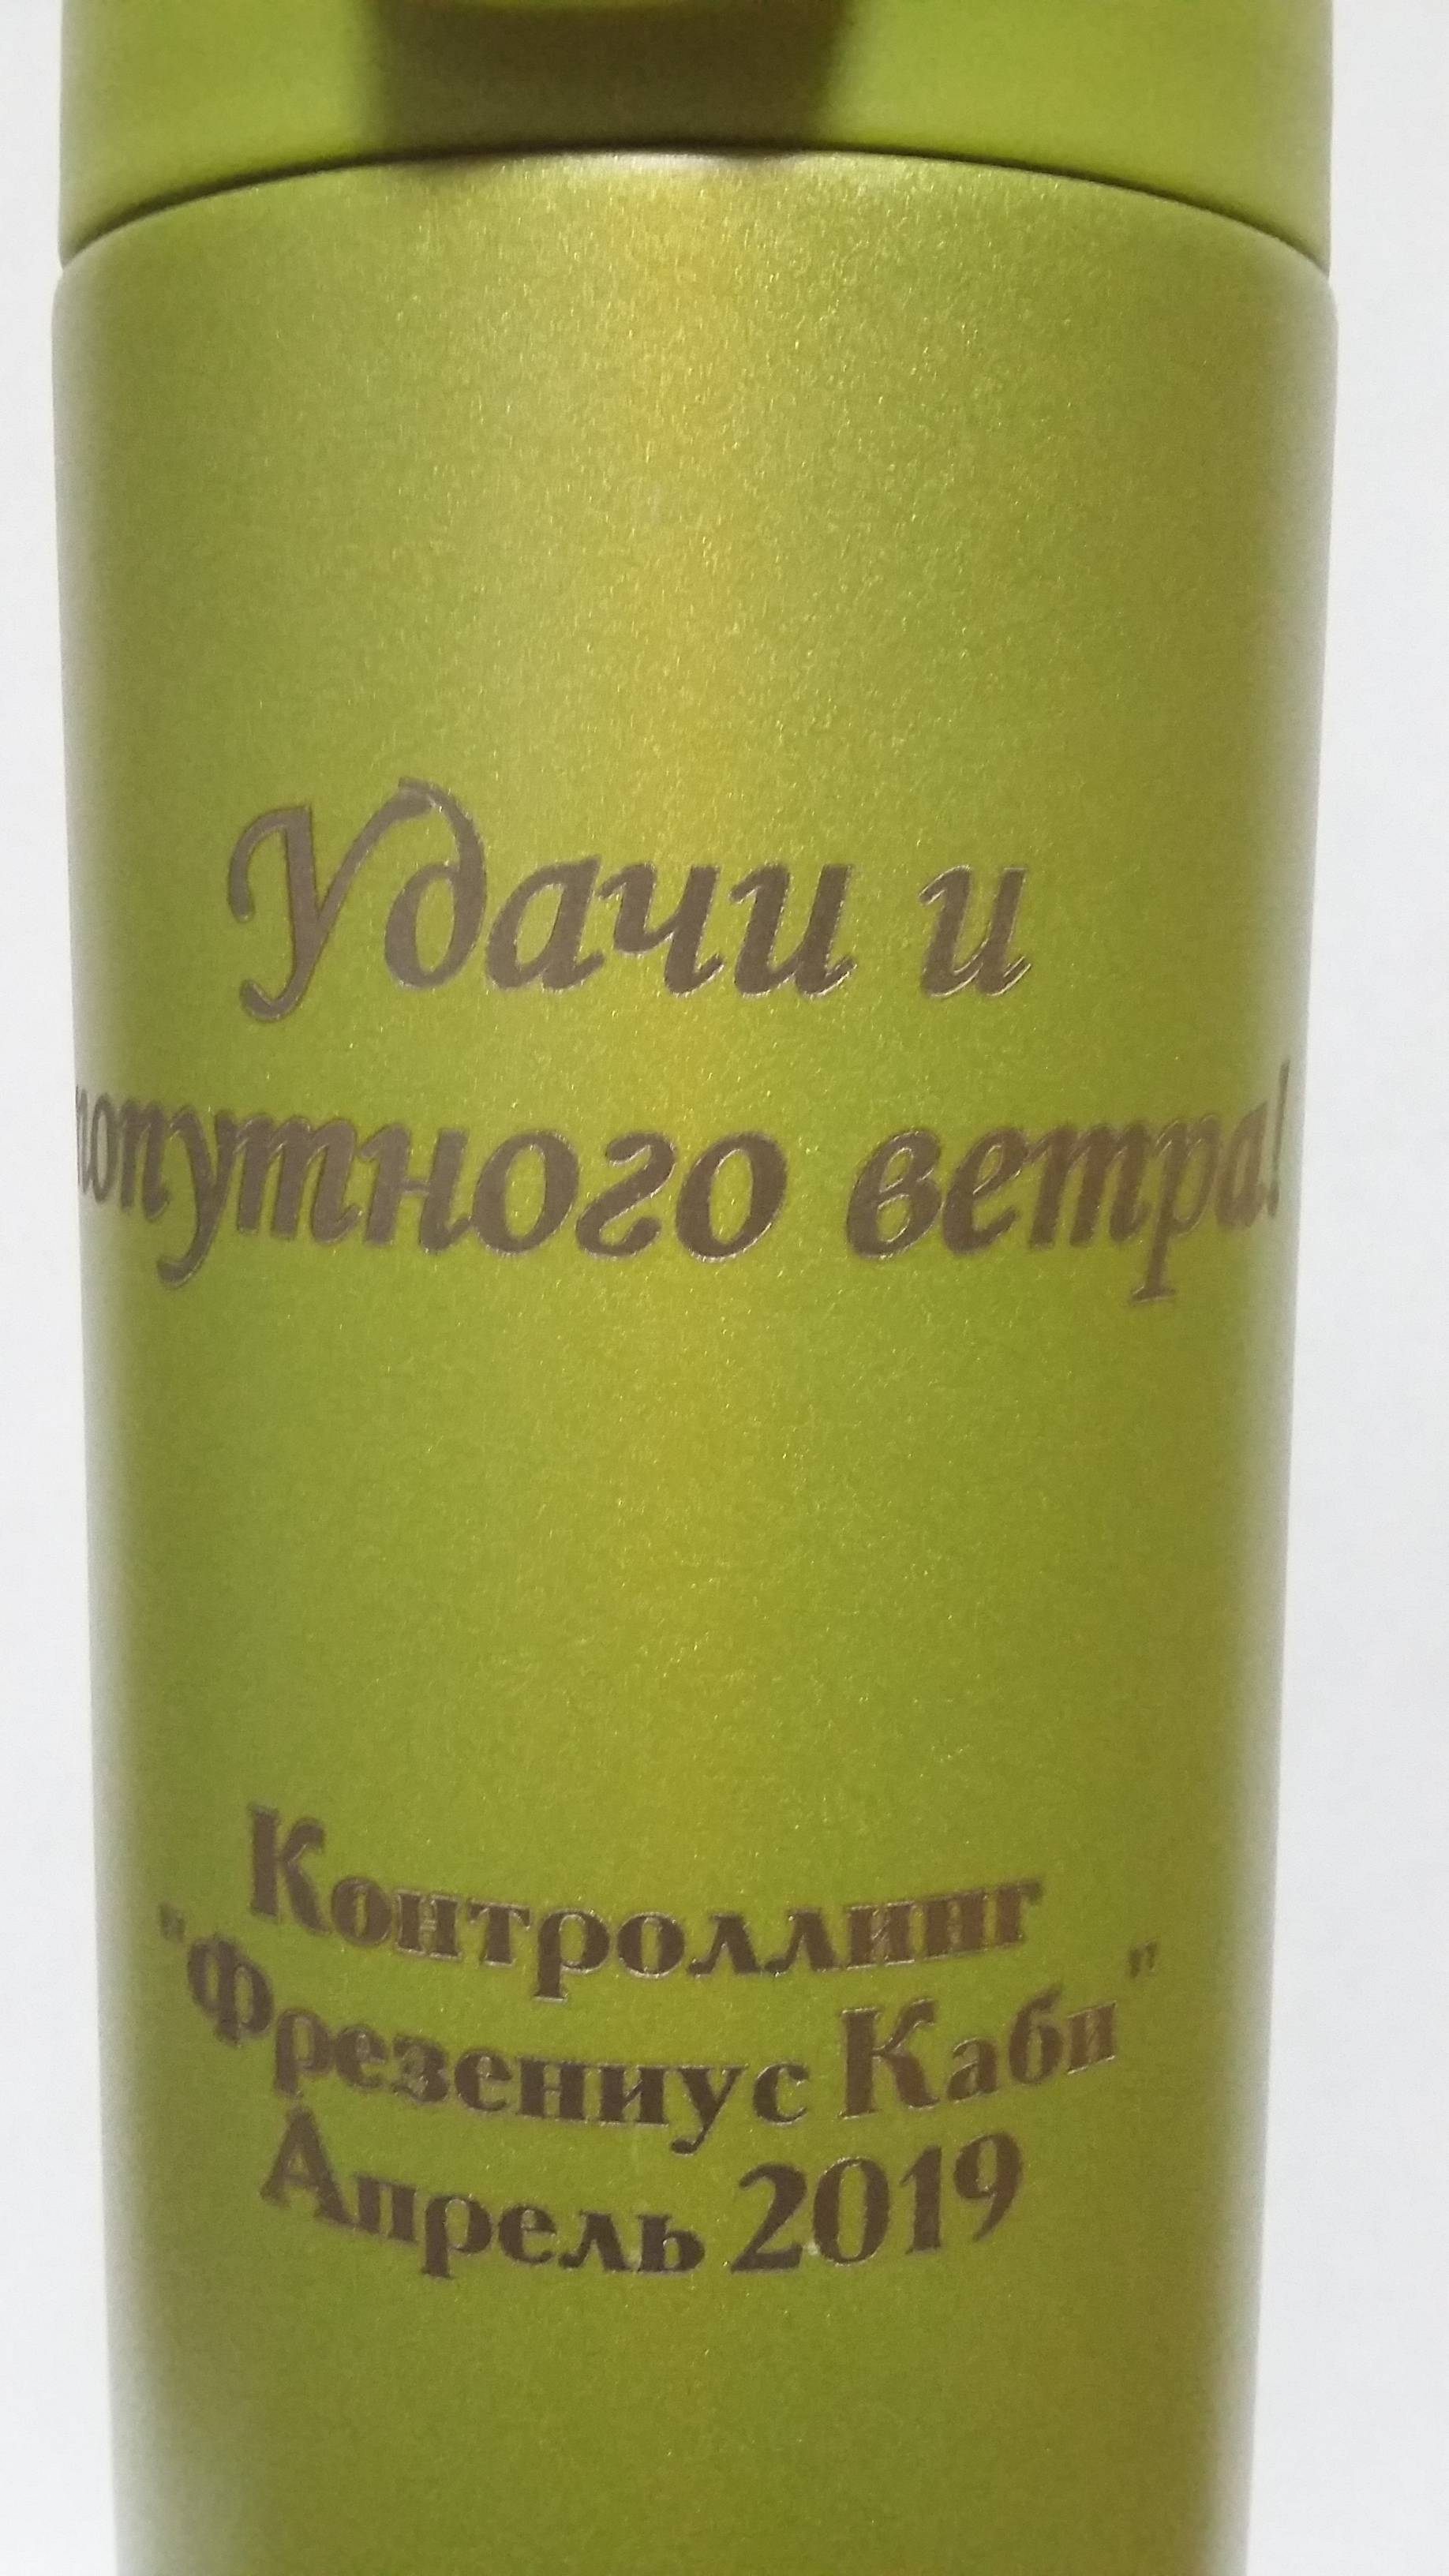 Удачи и
попутного ветра!
Контроллинг
"Фрезениус Каби"
Апрель 2019